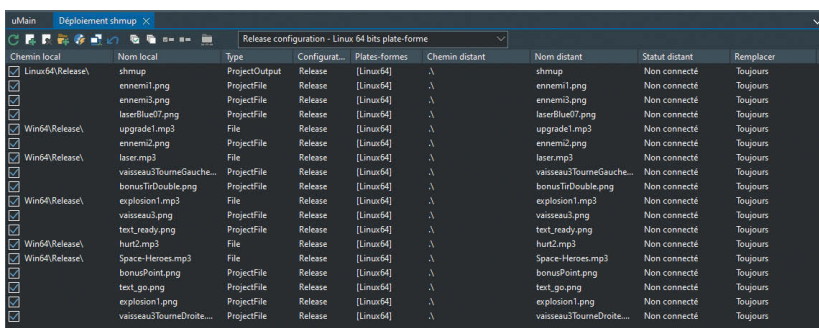 uMain Déploiement shmup
Release configuration - Linux 64 bits plate-forme
Chemin local Nom local Type Configurat... Plates-formes Chemin distant Nom distant Statut distant Remplacer
Linux64\Release\ shmup ProjectOutput Release [Linux64] .\ shmup Non connecté Toujours
ennemi1.png ProjectFile Release [Linux64] .\ ennemi1.png Non connecté Toujours
ennemi3.png ProjectFile Release [Linux64] .\ ennemi3.png Non connecté Toujours
laserBlue07.png ProjectFile Release [Linux64] .\ laserBlue07.png Non connecté Toujours
Win64\Release\ upgrade1.mp3 File Release [Linux64] .\ upgrade1.mp3 Non connecté Toujours
ennemi2.png ProjectFile Release [Linux64] .\ ennemi2.png Non connecté Toujours
Win64\Release\ laser.mp3 File Release [Linux64] .\ laser.mp3 Non connecté Toujours
vaisseau3TourneGauche... ProjectFile Release [Linux64] .\ vaisseau3TourneGauche... Non connecté Toujours
bonusTirDouble.png ProjectFile Release [Linux64] .\ bonusTirDouble.png Non connecté Toujours
Win64\Release\ explosion1.mp3 File Release [Linux64] .\ explosion1.mp3 Non connecté Toujours
vaisseau3.png ProjectFile Release [Linux64] .\ vaisseau3.png Non connecté Toujours
text_ready.png ProjectFile Release [Linux64] .\ text_ready.png Non connecté Toujours
Win64\Release\ hurt2.mp3 File Release [Linux64] .\ hurt2.mp3 Non connecté Toujours
Win64\Release\ Space-Heroes.mp3 File Release [Linux64] .\ Space-Heroes.mp3 Non connecté Toujours
bonusPoint.png ProjectFile Release [Linux64] .\ bonusPoint.png Non connecté Toujours
text_go.png ProjectFile Release [Linux64] .\ text_go.png Non connecté Toujours
explosion1.png ProjectFile Release [Linux64] .\ explosion1.png Non connecté Toujours
vaisseau3TourneDroite.... ProjectFile Release [Linux64] .\ vaisseau3TourneDroite.... Non connecté Toujours